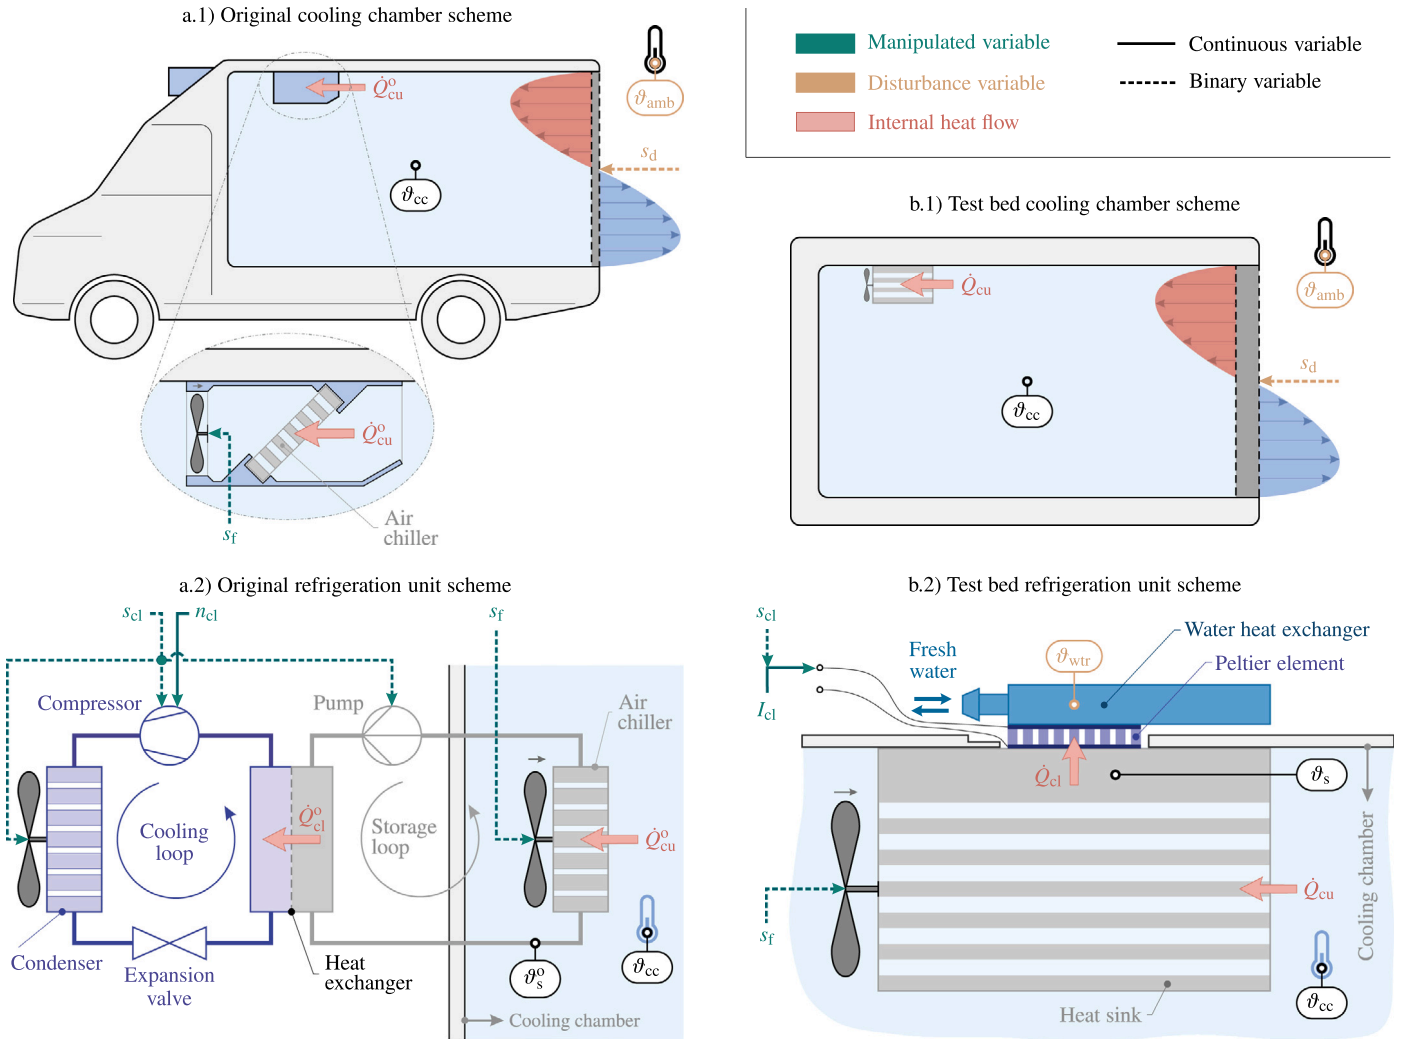 a.1) Original cooling chamber scheme
ϑamb
Q̇ᵒcu
sd
ϑcc
Q̇ᵒcu
sf
Air
chiller
Manipulated variable
Disturbance variable
Internal heat flow
Continuous variable
Binary variable
b.1) Test bed cooling chamber scheme
ϑamb
Q̇cu
sd
ϑcc
a.2) Original refrigeration unit scheme
scl
ncl
sf
Compressor
Pump
Air
chiller
Cooling
loop
Q̇ᵒcl
Storage
loop
Q̇ᵒcu
Condenser
Expansion
valve
Heat
exchanger
ϑᵒs
ϑcc
Cooling chamber
b.2) Test bed refrigeration unit scheme
scl
Icl
Fresh
water
ϑwtr
Water heat exchanger
Peltier element
Q̇cl
ϑs
Cooling chamber
Q̇cu
sf
ϑcc
Heat sink